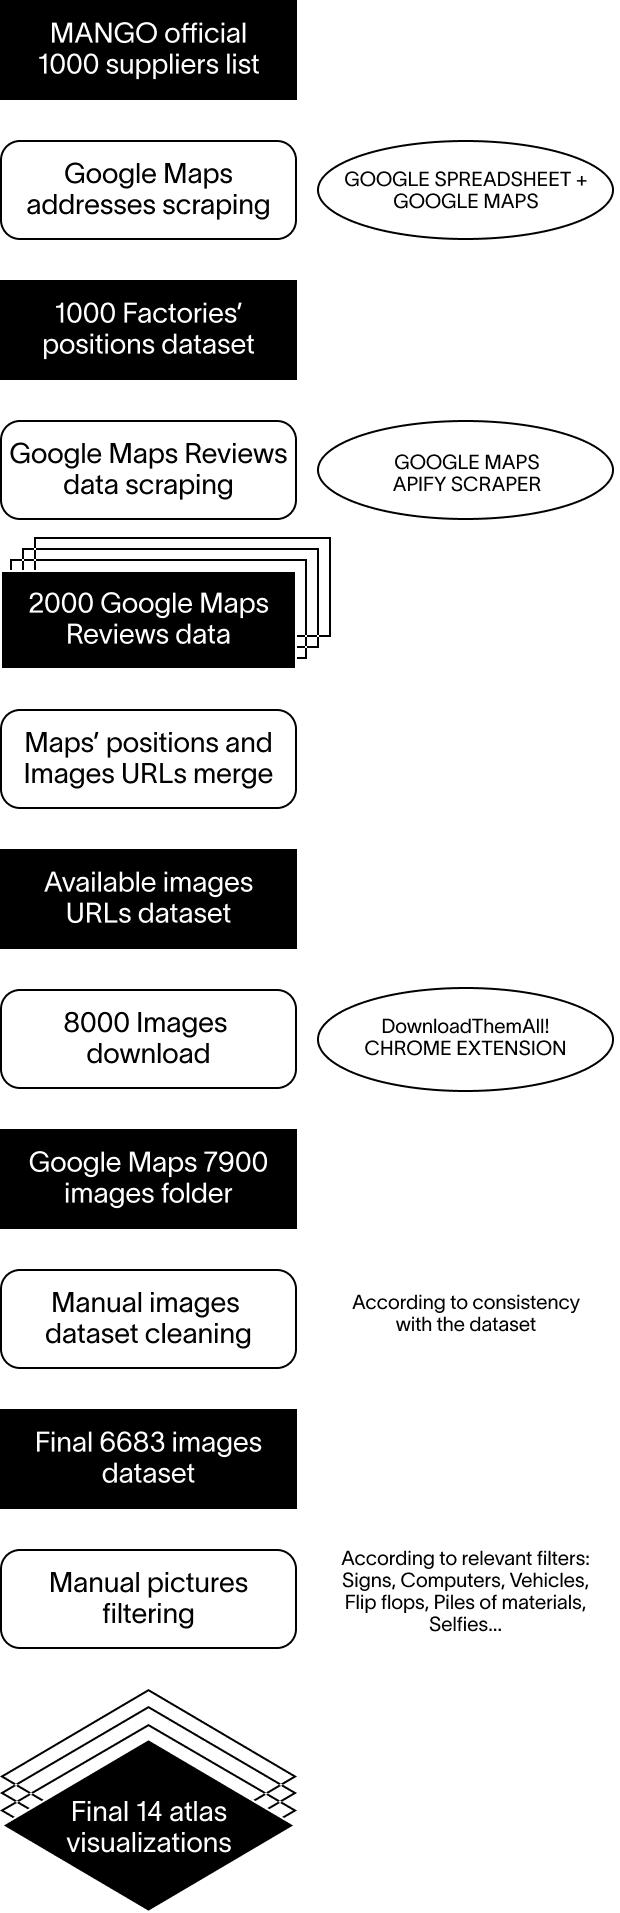 MANGO official
1000 suppliers list
Google Maps
addresses scraping
GOOGLE SPREADSHEET +
GOOGLE MAPS
1000 Factories’
positions dataset
Google Maps Reviews
data scraping
GOOGLE MAPS
APIFY SCRAPER
2000 Google Maps
Reviews data
Maps’ positions and
Images URLs merge
Available images
URLs dataset
8000 Images
download
DownloadThemAll!
CHROME EXTENSION
Google Maps 7900
images folder
Manual images
dataset cleaning
According to consistency
with the dataset
Final 6683 images
dataset
Manual pictures
filtering
According to relevant filters:
Signs, Computers, Vehicles,
Flip flops, Piles of materials,
Selfies...
Final 14 atlas
visualizations